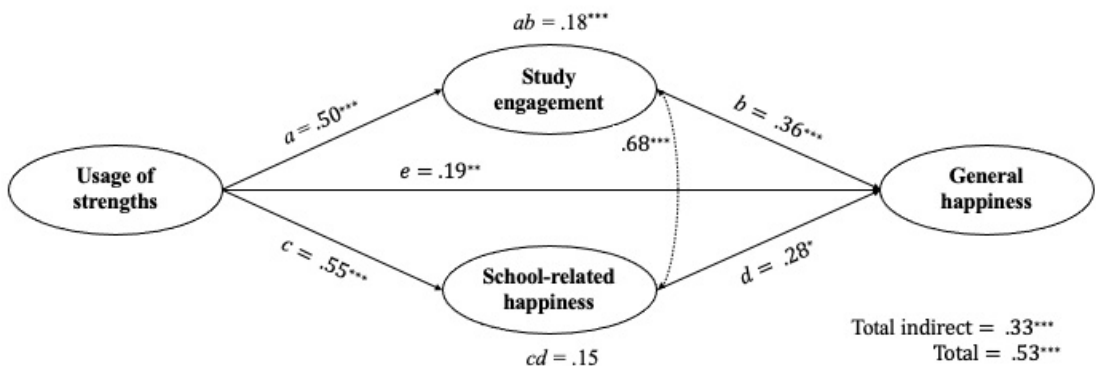 ab = .18***
Study
engagement
a = .50***
b = .36***
.68***
Usage of
strengths
e = .19**
General
happiness
c = .55***
School-related
happiness
d = .28*
cd = .15
Total indirect = .33***
Total = .53***